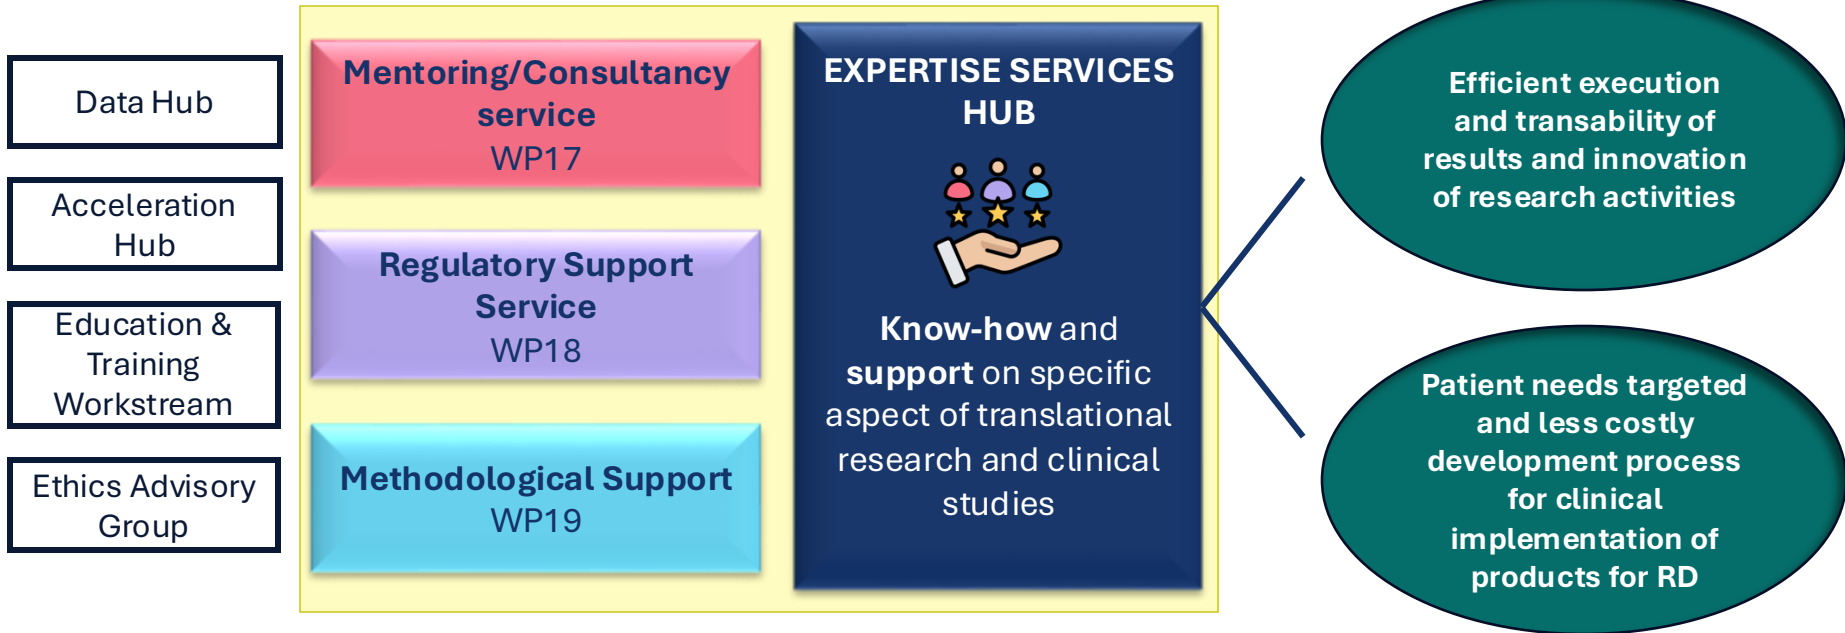 Data Hub
Acceleration
Hub
Education &
Training
Workstream
Ethics Advisory
Group
Mentoring/Consultancy
service
WP17
Regulatory Support
Service
WP18
Methodological Support
WP19
EXPERTISE SERVICES
HUB
Know-how and
support on specific
aspect of translational
research and clinical
studies
Efficient execution
and transability of
results and innovation
of research activities
Patient needs targeted
and less costly
development process
for clinical
implementation of
products for RD